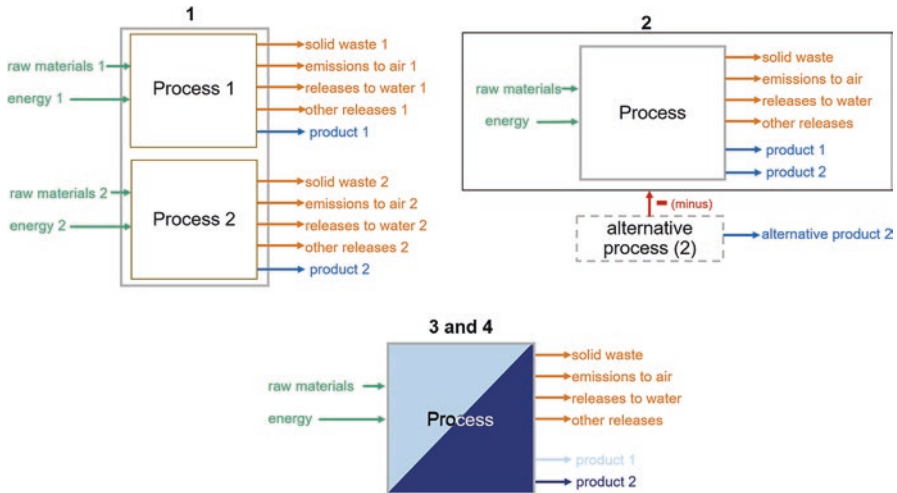 1
raw materials 1
energy 1
Process 1
solid waste 1
emissions to air 1
releases to water 1
other releases 1
product 1
raw materials 2
energy 2
Process 2
solid waste 2
emissions to air 2
releases to water 2
other releases 2
product 2
2
raw materials
energy
Process
solid waste
emissions to air
releases to water
other releases
product 1
product 2
- (minus)
alternative
process (2)
alternative product 2
3 and 4
raw materials
energy
Process
solid waste
emissions to air
releases to water
other releases
product 1
product 2